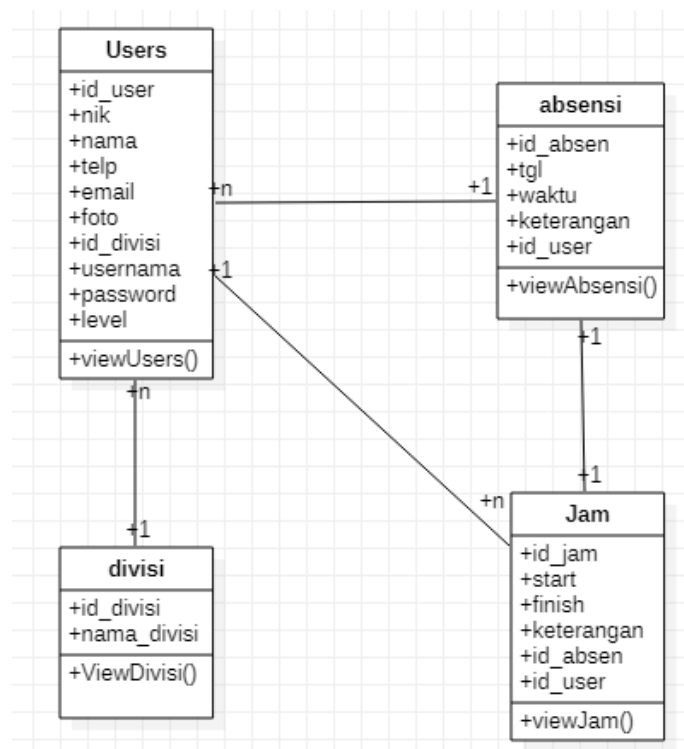 Users
+id_user
+nik
+nama
+telp
+email
+foto
+id_divisi
+usernama
+password
+level
+viewUsers()
+n
+1
absensi
+id_absen
+tgl
+waktu
+keterangan
+id_user
+viewAbsensi()
+1
+n
+1
+n
+1
+1
divisi
+id_divisi
+nama_divisi
+ViewDivisi()
Jam
+id_jam
+start
+finish
+keterangan
+id_absen
+id_user
+viewJam()